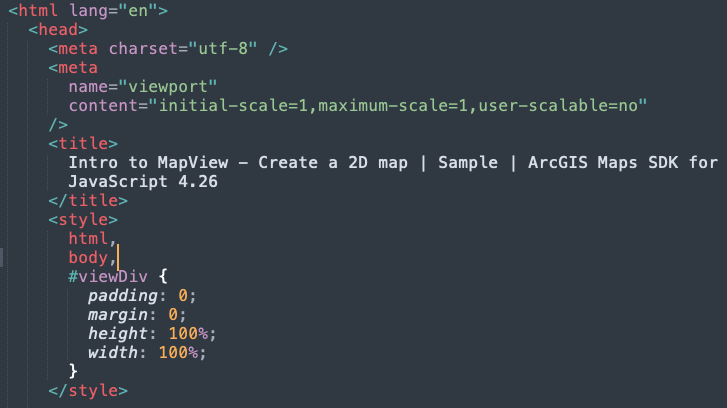 <html lang="en">
<head>
<meta charset="utf-8" />
<meta
name="viewport"
content="initial-scale=1,maximum-scale=1,user-scalable=no"
/>
<title>
Intro to MapView - Create a 2D map | Sample | ArcGIS Maps SDK for
JavaScript 4.26
</title>
<style>
html,
body,
#viewDiv {
padding: 0;
margin: 0;
height: 100%;
width: 100%;
}
</style>